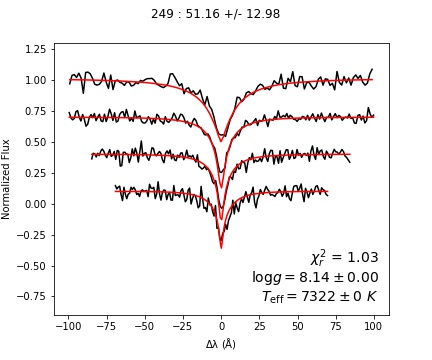 249 : 51.16 +/- 12.98
1.25
1.00
0.75
0.50
0.25
0.00
−0.25
−0.50
−0.75
Normalized Flux
χ²ᵣ = 1.03
log g = 8.14 ± 0.00
T_eff = 7322 ± 0 K
−100 −75 −50 −25 0 25 50 75 100
Δλ (Å)